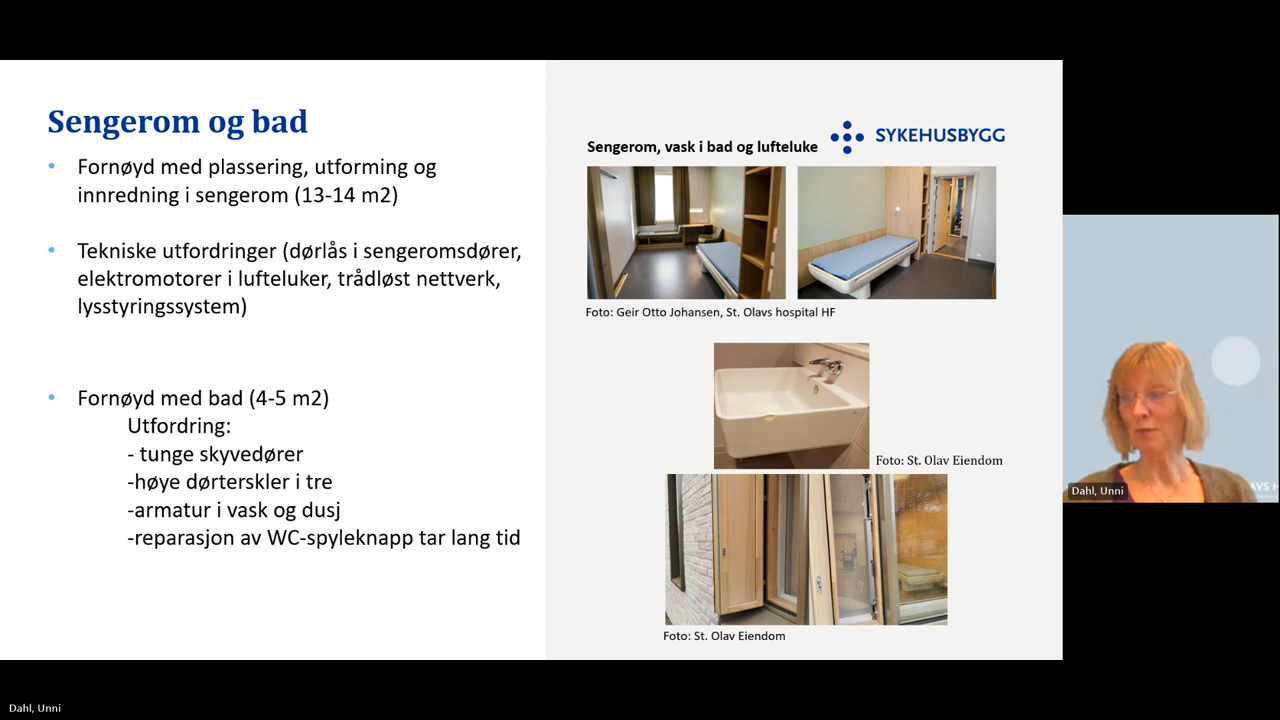 Sengerom og bad
• Fornøyd med plassering, utforming og
innredning i sengerom (13-14 m2)
• Tekniske utfordringer (dørlås i sengeromsdører,
elektromotorer i lufteluker, trådløst nettverk,
lysstyringssystem)
• Fornøyd med bad (4-5 m2)
Utfordring:
- tunge skyvedører
-høye dørterskler i tre
-armatur i vask og dusj
-reparasjon av WC-spyleknapp tar lang tid
SYKEHUSBYGG
Sengerom, vask i bad og lufteluke
Foto: Geir Otto Johansen, St. Olavs hospital HF
Foto: St. Olav Eiendom
Foto: St. Olav Eiendom
Dahl, Unni
Dahl, Unni